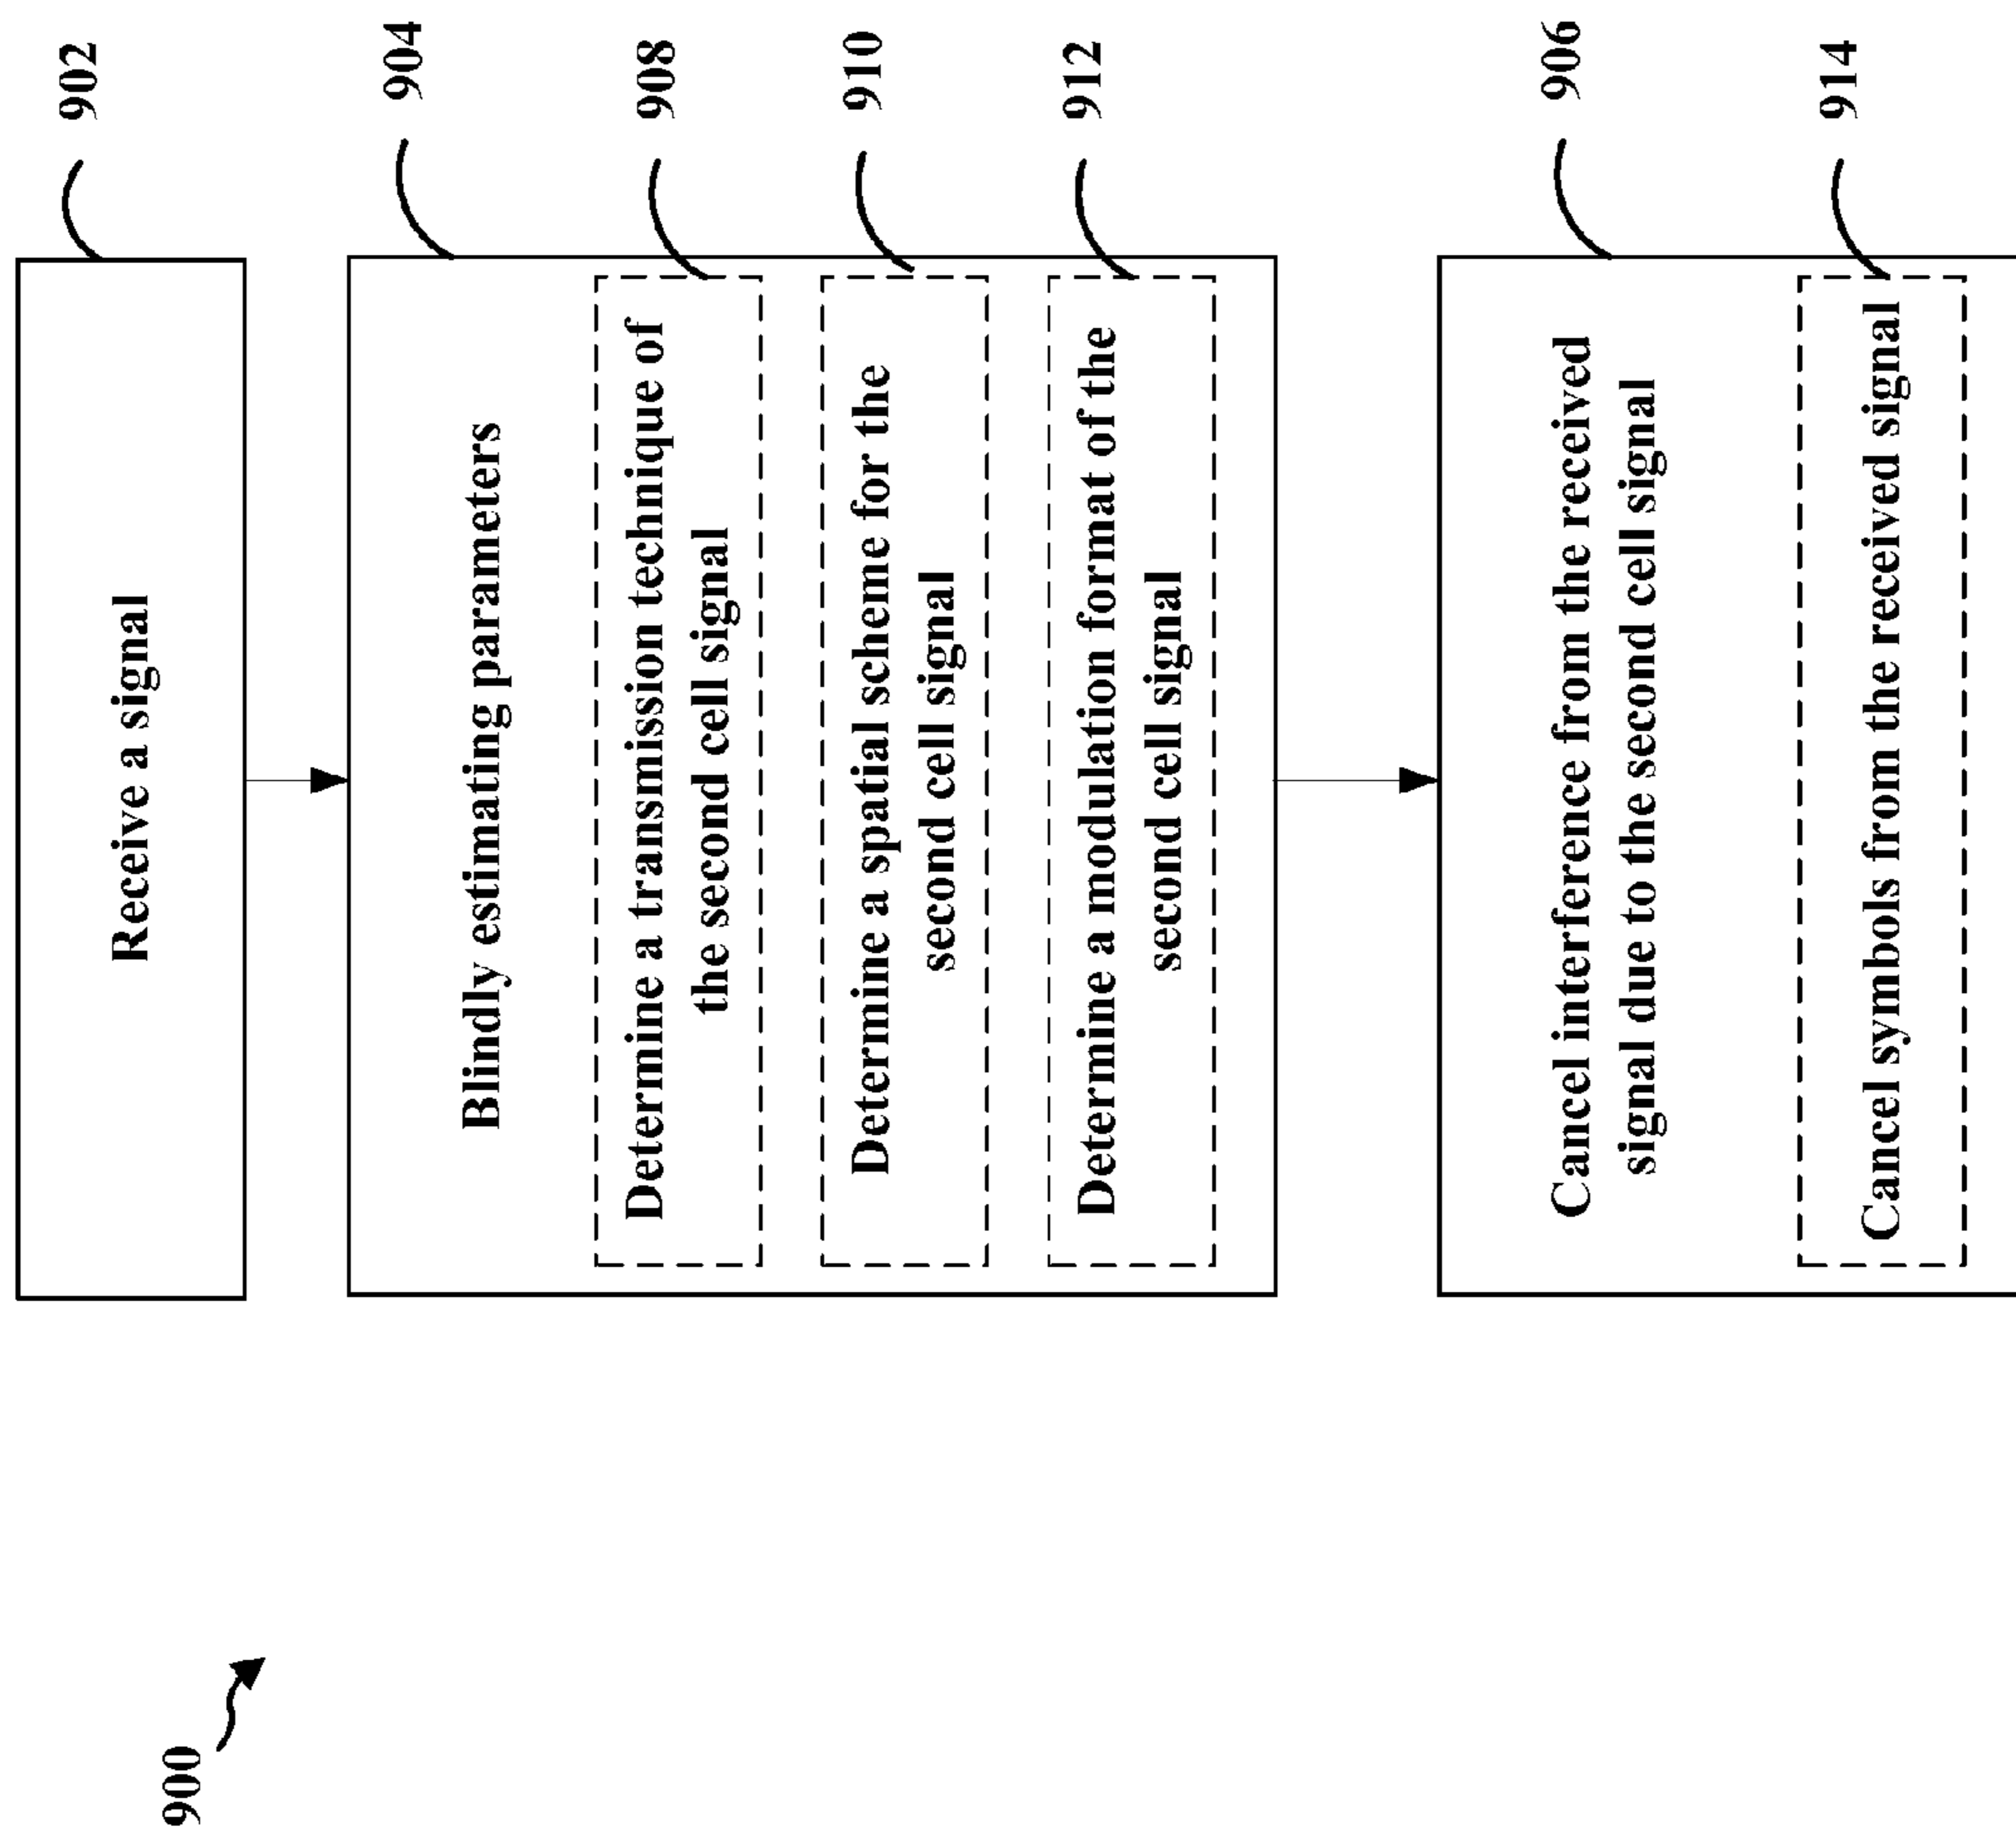 900
902
Receive a signal
904
Blindly estimating parameters
908
Determine a transmission technique of
the second cell signal
910
Determine a spatial scheme for the
second cell signal
912
Determine a modulation format of the
second cell signal
906
Cancel interference from the received
signal due to the second cell signal
914
Cancel symbols from the received signal